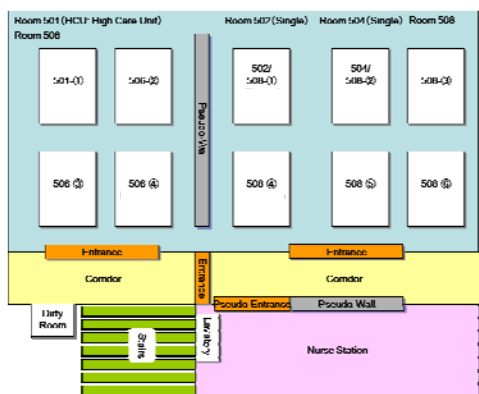 Room 501 (HCU: High Care Unit)
Room 502 (Single)
Room 504 (Single)
Room 508
Room 506
501-①
506-②
502/
508-①
504/
508-②
508-③
Pseudo-Wa
506 ③
506 ④
508 ④
508 ⑤
508 ⑥
Entrance
Entrance
Corridor
Entrance
Corridor
Pseudo Entrance
Pseudo Wall
Dirty
Room
Stairs
Lavatory
Nurse Station